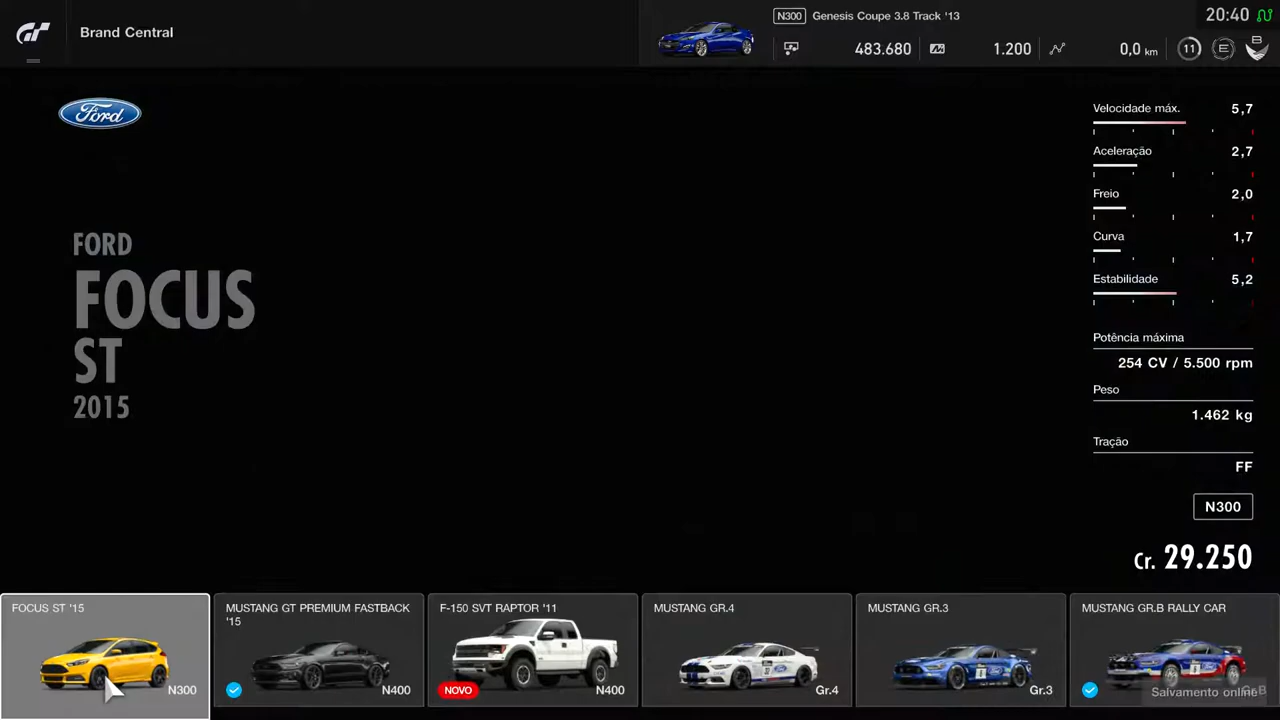 Brand Central
N300 Genesis Coupe 3.8 Track '13
20:40
483.680
1.200
0,0 km
11
E
B
Ford
FORD
FOCUS
ST
2015
Velocidade máx. 5,7
Aceleração 2,7
Freio 2,0
Curva 1,7
Estabilidade 5,2
Potência máxima
254 CV / 5.500 rpm
Peso
1.462 kg
Tração
FF
N300
Cr. 29.250
FOCUS ST '15
N300
MUSTANG GT PREMIUM FASTBACK
'15
N400
F-150 SVT RAPTOR '11
NOVO
N400
MUSTANG GR.4
Gr.4
MUSTANG GR.3
Gr.3
MUSTANG GR.B RALLY CAR
Salvamento online